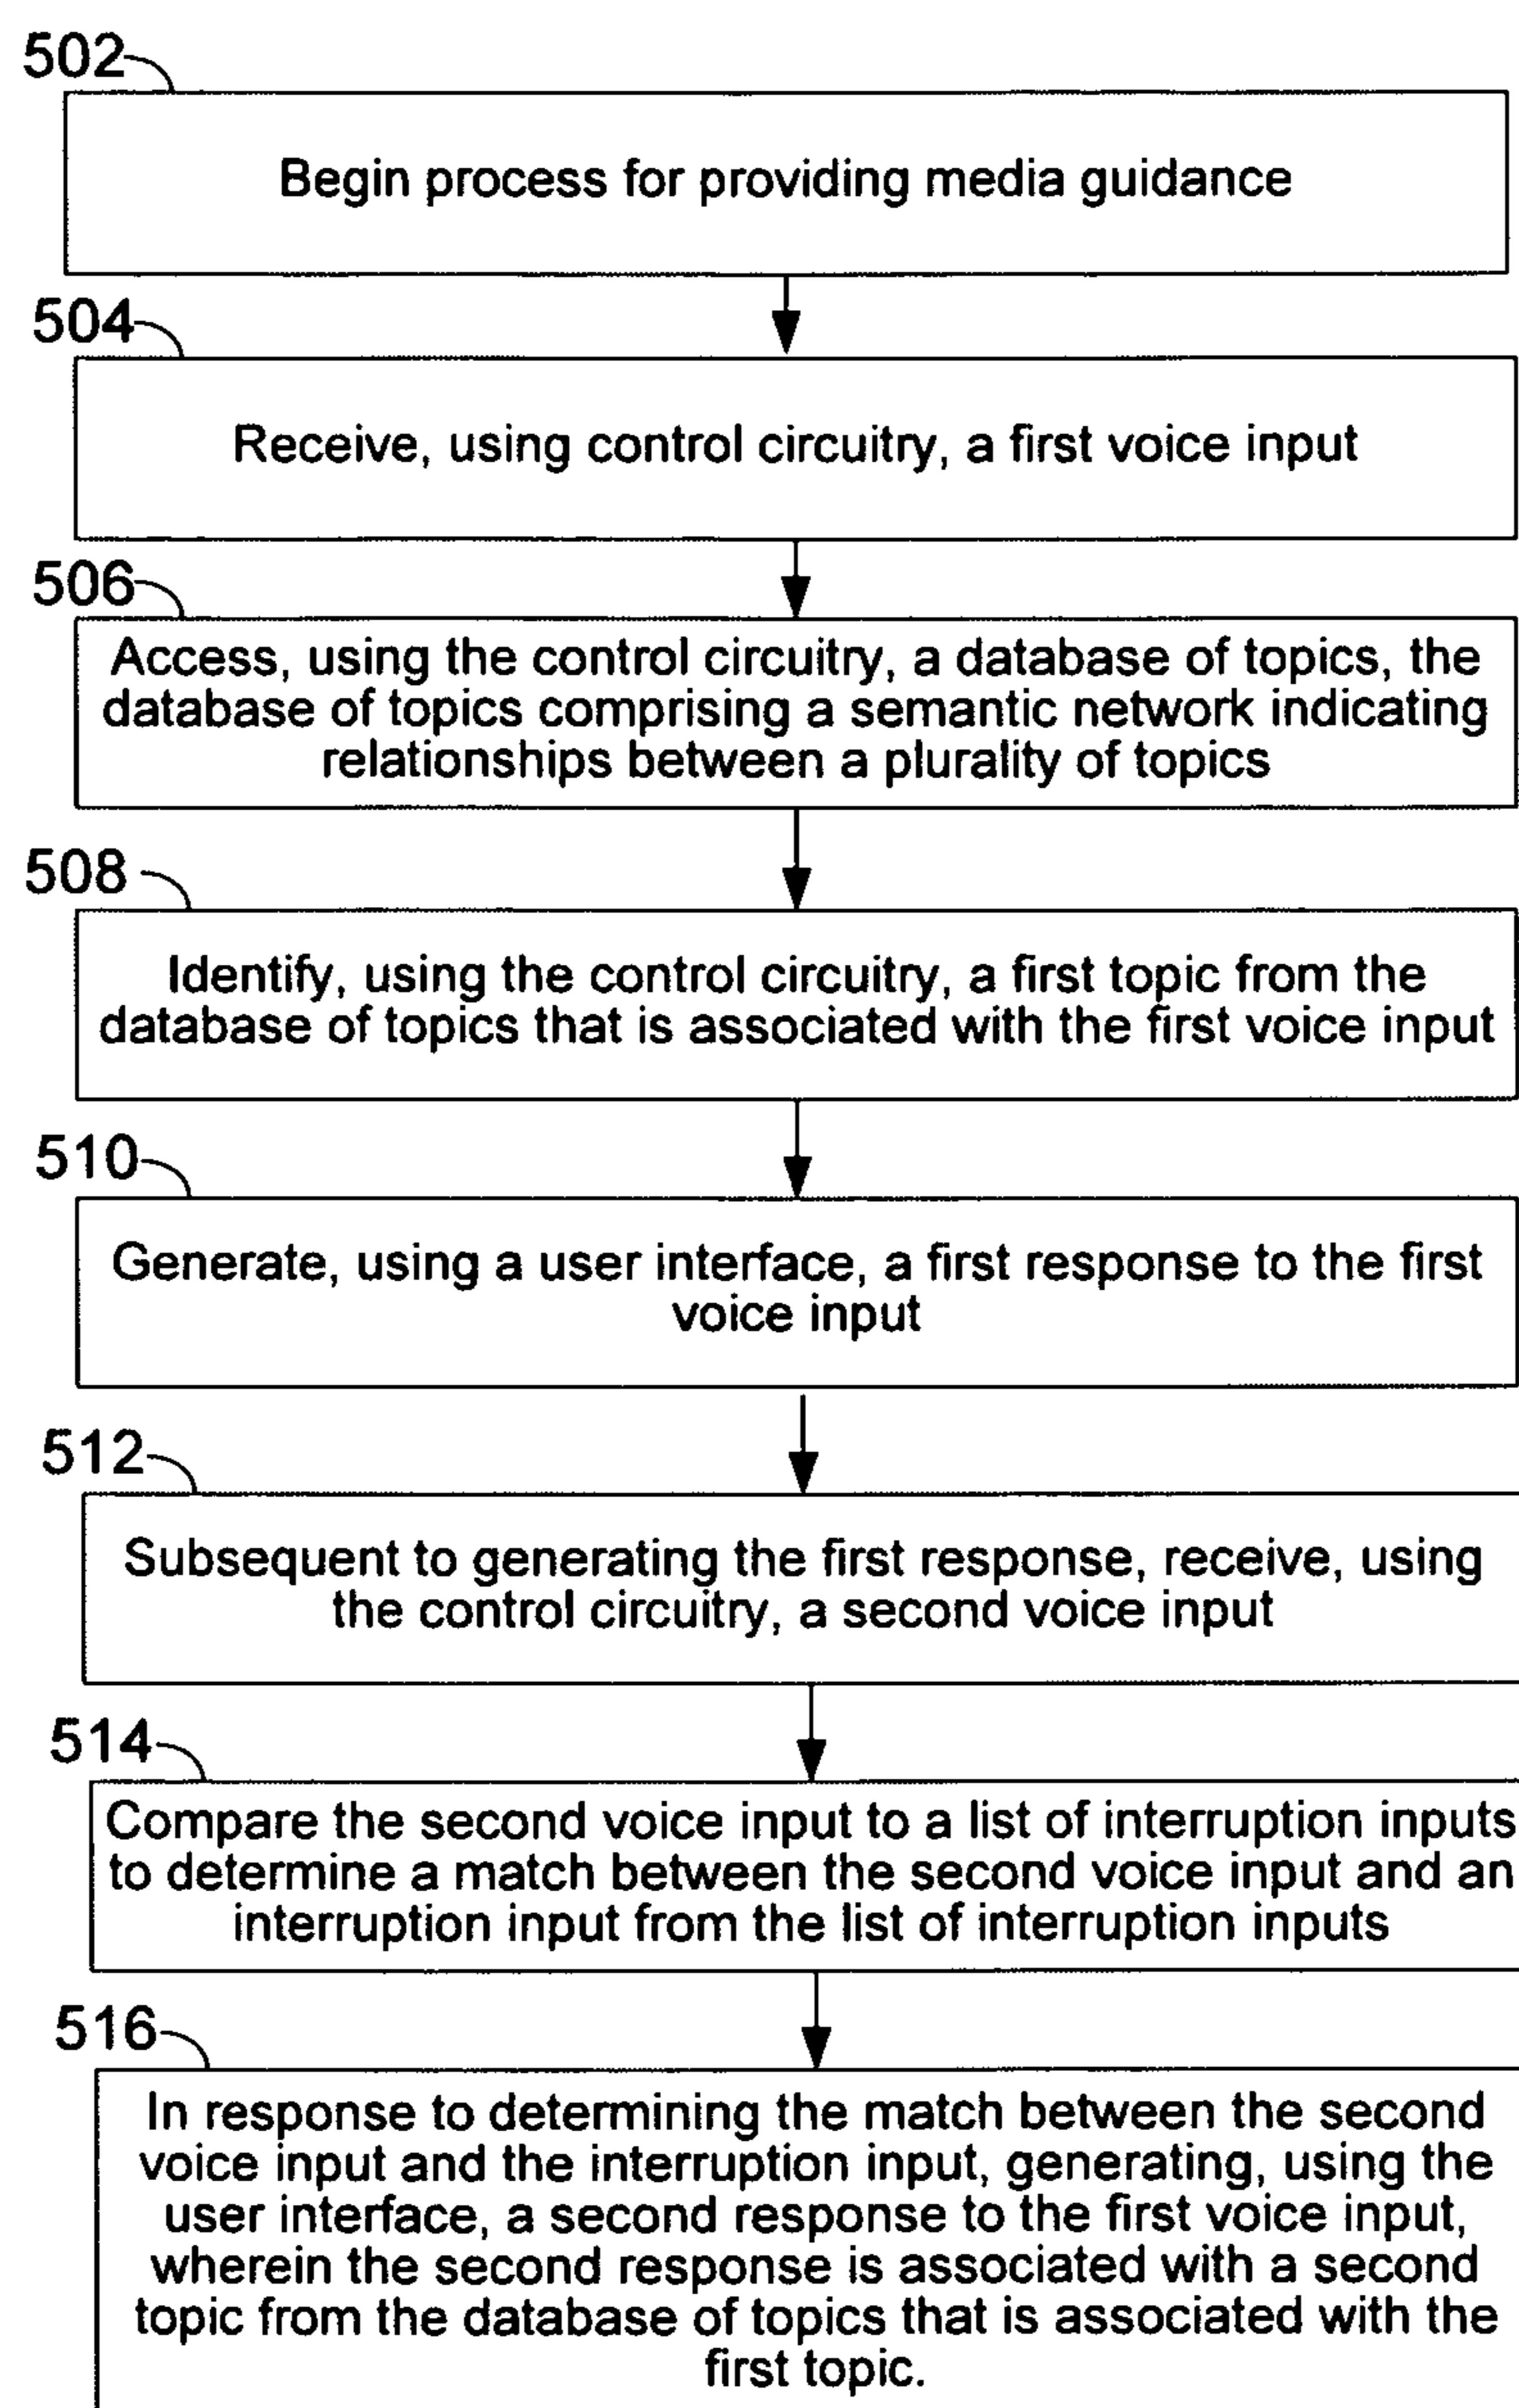 502
Begin process for providing media guidance
504
Receive, using control circuitry, a first voice input
506
Access, using the control circuitry, a database of topics, the
database of topics comprising a semantic network indicating
relationships between a plurality of topics
508
Identify, using the control circuitry, a first topic from the
database of topics that is associated with the first voice input
510
Generate, using a user interface, a first response to the first
voice input
512
Subsequent to generating the first response, receive, using
the control circuitry, a second voice input
514
Compare the second voice input to a list of interruption inputs
to determine a match between the second voice input and an
interruption input from the list of interruption inputs
516
In response to determining the match between the second
voice input and the interruption input, generating, using the
user interface, a second response to the first voice input,
wherein the second response is associated with a second
topic from the database of topics that is associated with the
first topic.